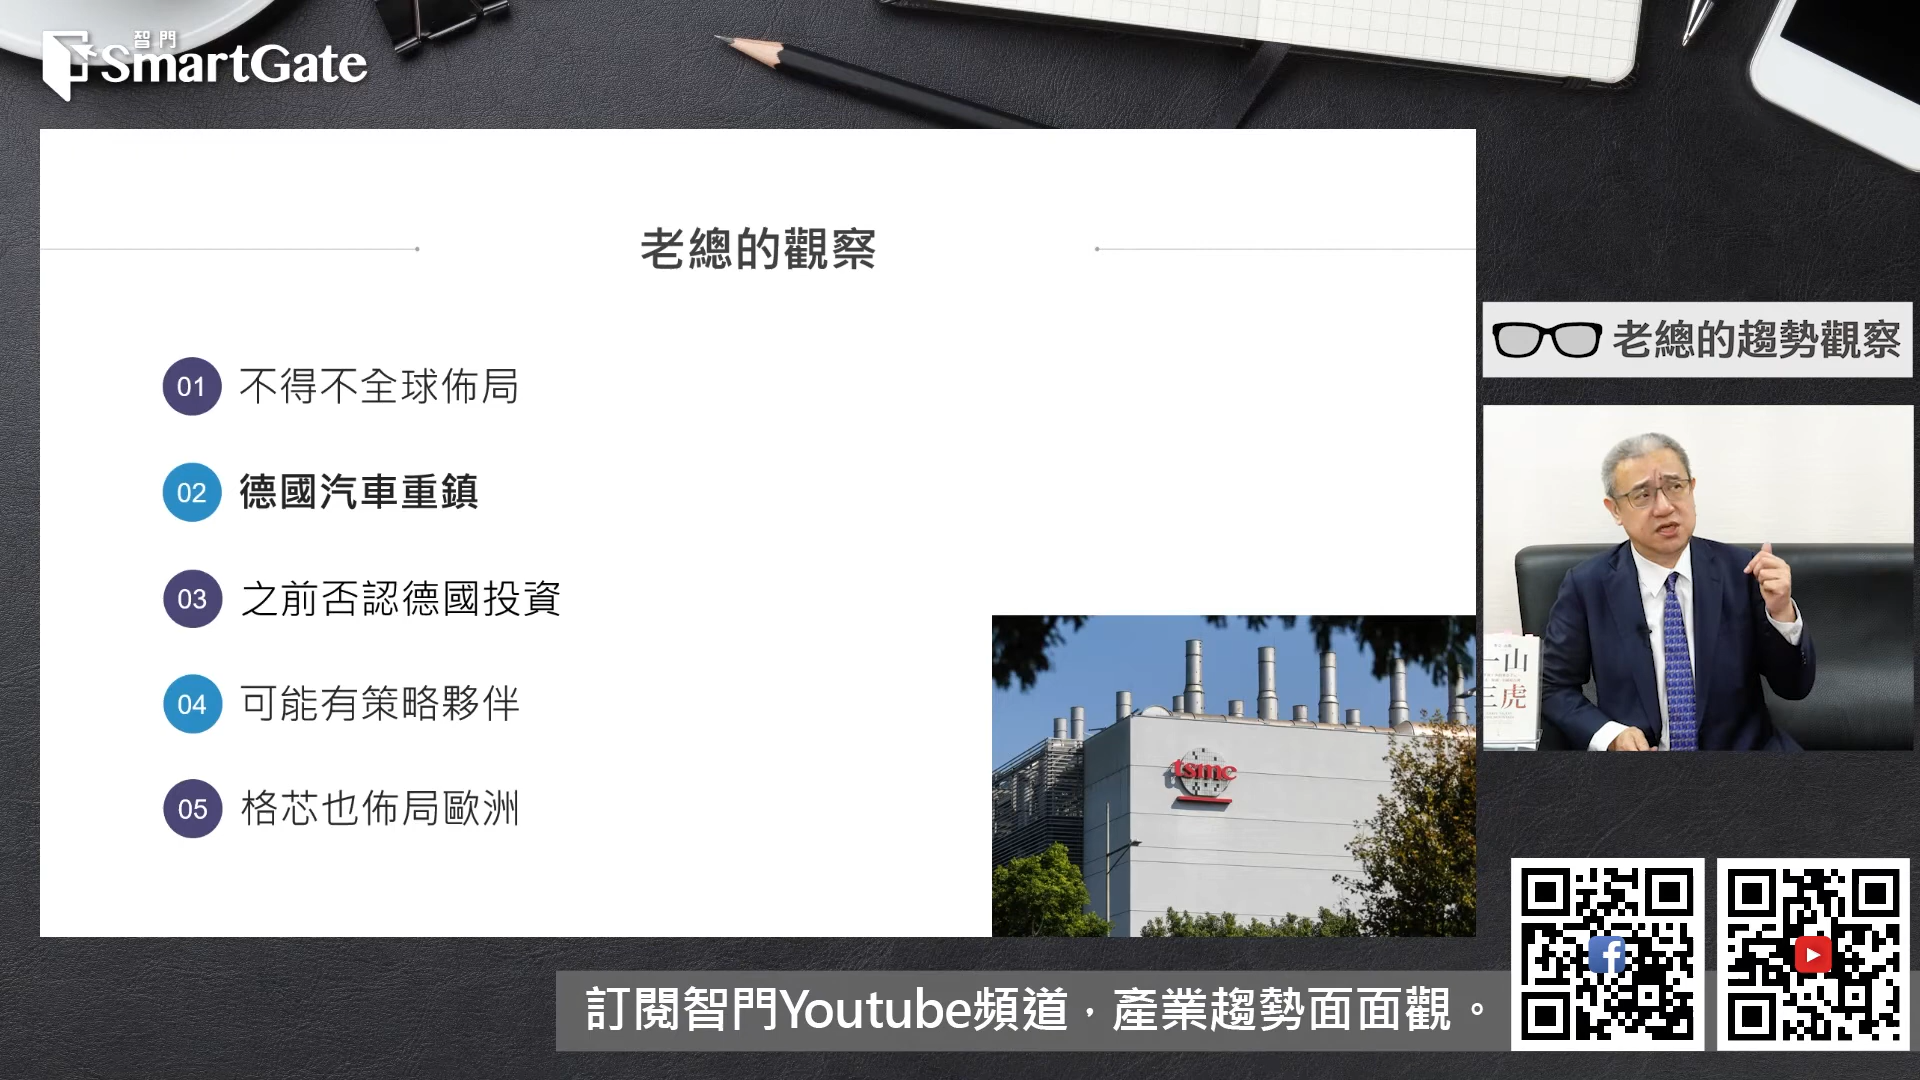 智門
SmartGate
老總的觀察
01 不得不全球佈局
02 德國汽車重鎮
03 之前否認德國投資
04 可能有策略夥伴
05 格芯也佈局歐洲
tsmc
老總的趨勢觀察
一山
三虎
訂閱智門Youtube頻道，產業趨勢面面觀。